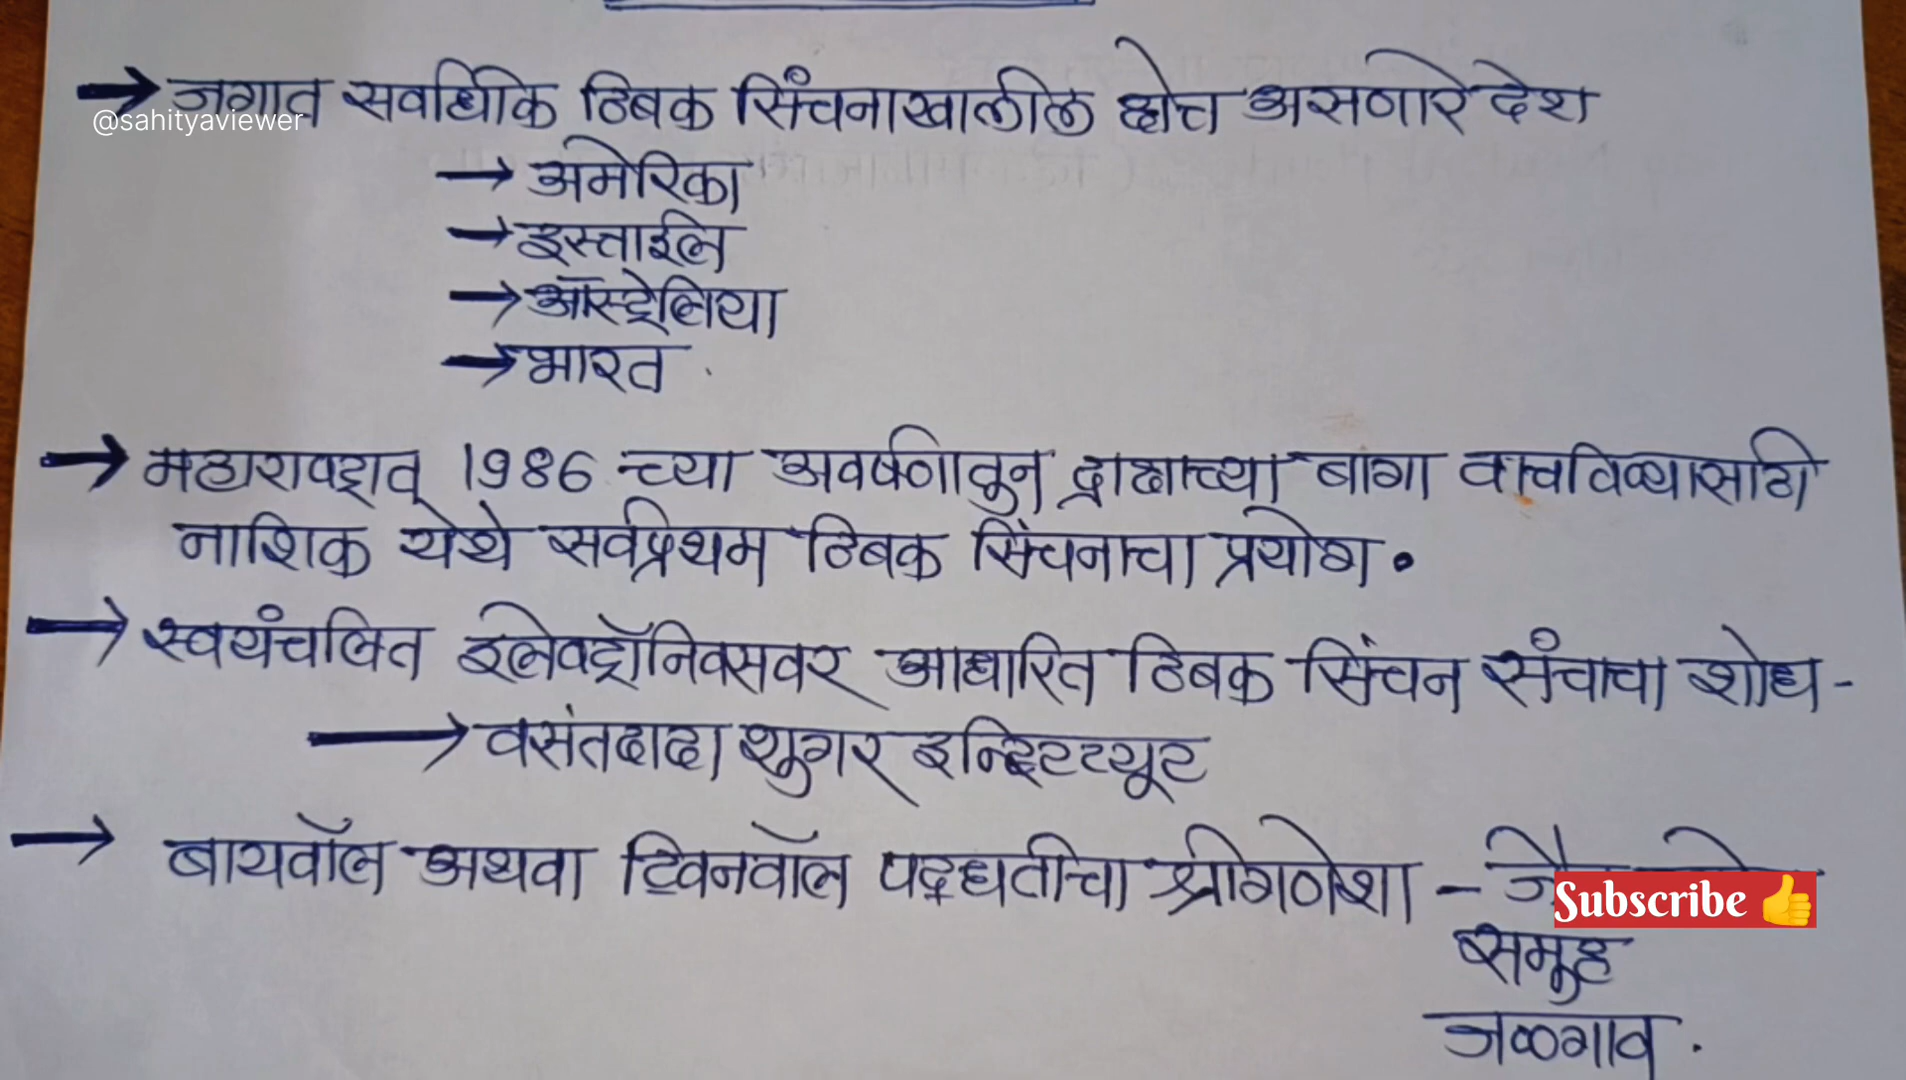 → जगात सर्वाधिक ठिबक सिंचनाखालील क्षेत्र असणारे देश
@sahityaviewer
→ अमेरिका
→ इस्त्राईल
→ ऑस्ट्रेलिया
→ भारत.
→ महाराष्ट्रात 1986 च्या अवर्षणातुन द्राक्षाच्या बागा वाचविण्यासाठी
नाशिक येथे सर्वप्रथम ठिबक सिंचनाचा प्रयोग.
→ स्वयंचलित इलेक्ट्रॉनिक्सवर आधारित ठिबक सिंचन संचाचा शोध -
→ वसंतदादा शुगर इन्स्टिट्यूट
→ बायवॉल अथवा ट्विनवॉल पद्धतीचा श्रीगणेशा -
Subscribe 👍
समुह
जळगाव.